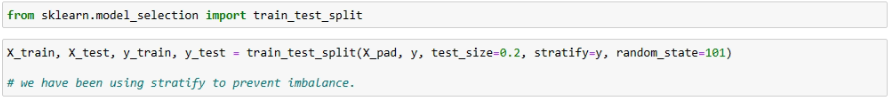 from sklearn.model_selection import train_test_split
X_train, X_test, y_train, y_test = train_test_split(X_pad, y, test_size=0.2, stratify=y, random_state=101)
# we have been using stratify to prevent imbalance.